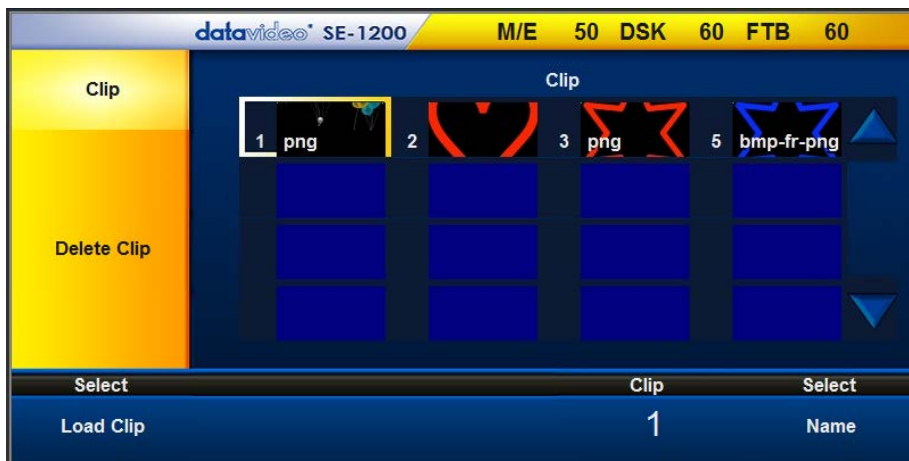 datavideo SE-1200 M/E 50 DSK 60 FTB 60
Clip
Clip
1 png 2 3 png 5 bmp-fr-png
Delete Clip
Select Clip Select
Load Clip 1 Name